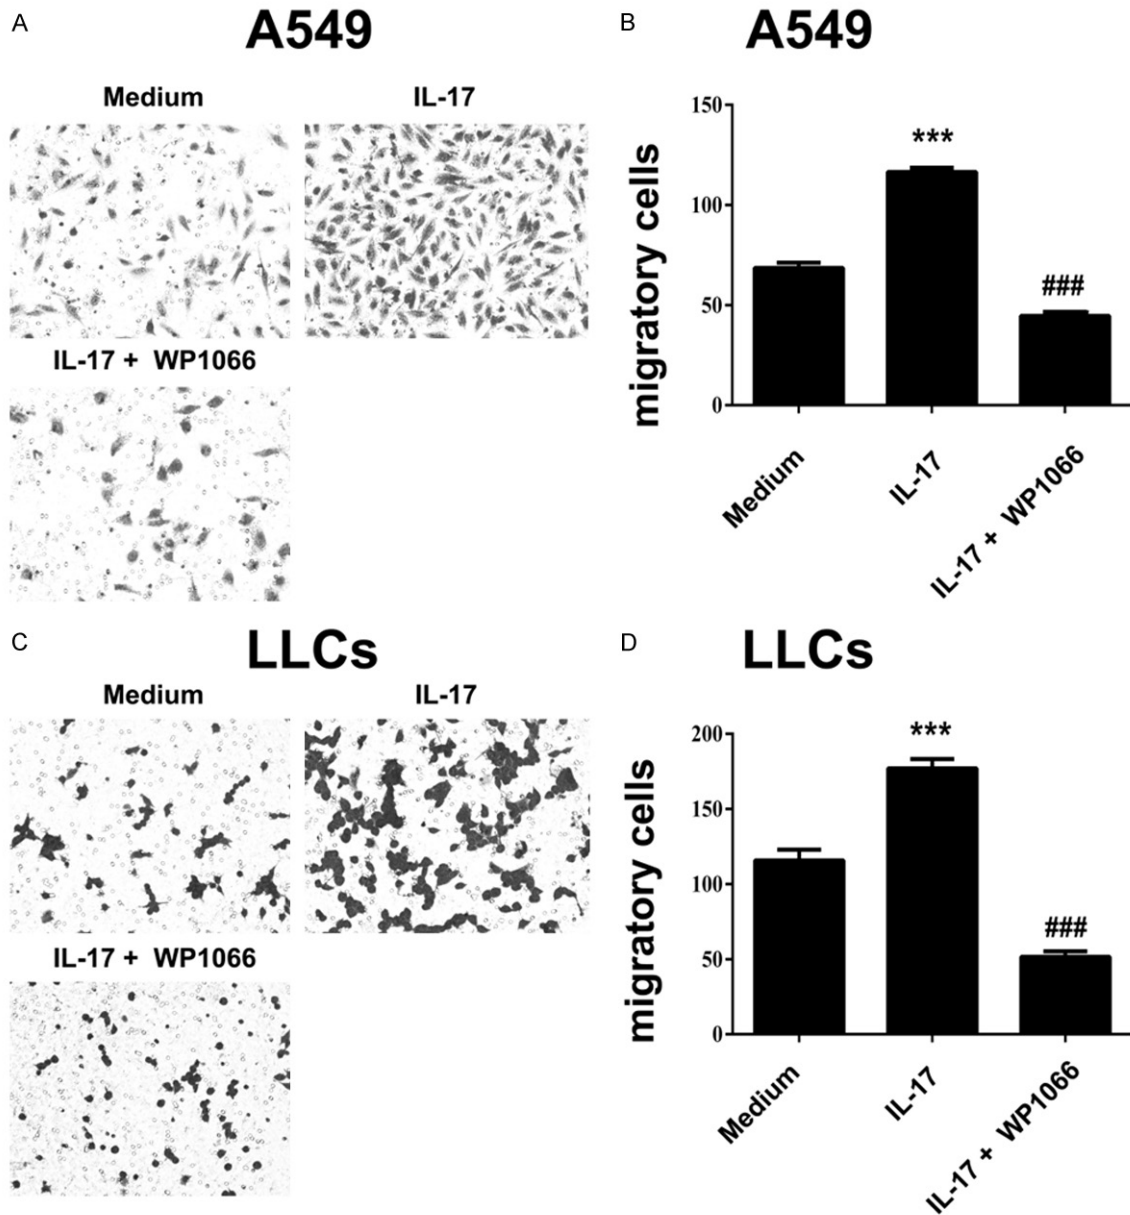 A
A549
Medium
IL-17
IL-17 + WP1066
B
A549
migratory cells
150
100
50
0
***
###
Medium
IL-17
IL-17 + WP1066
C
LLCs
Medium
IL-17
IL-17 + WP1066
D
LLCs
migratory cells
200
150
100
50
0
***
###
Medium
IL-17
IL-17 + WP1066